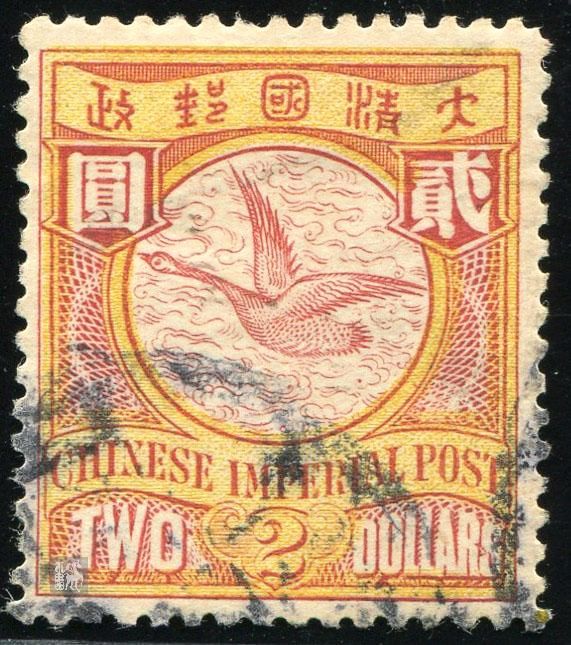 大清國郵政
貳圓
CHINESE IMPERIAL POST
TWO 2 DOLLARS